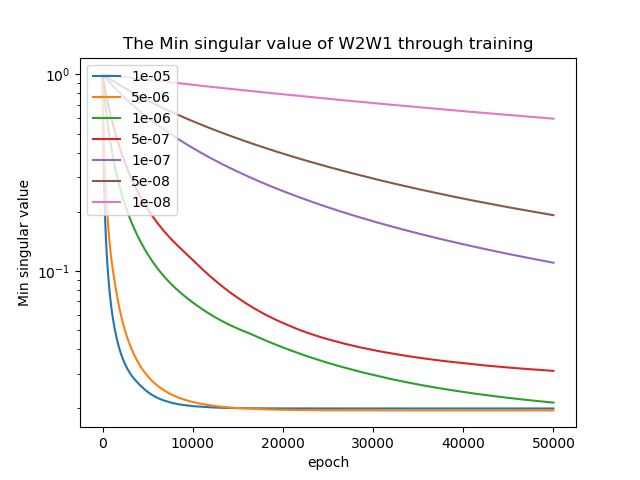 The Min singular value of W2W1 through training
10⁰
10⁻¹
Min singular value
1e-05
5e-06
1e-06
5e-07
1e-07
5e-08
1e-08
0 10000 20000 30000 40000 50000
epoch